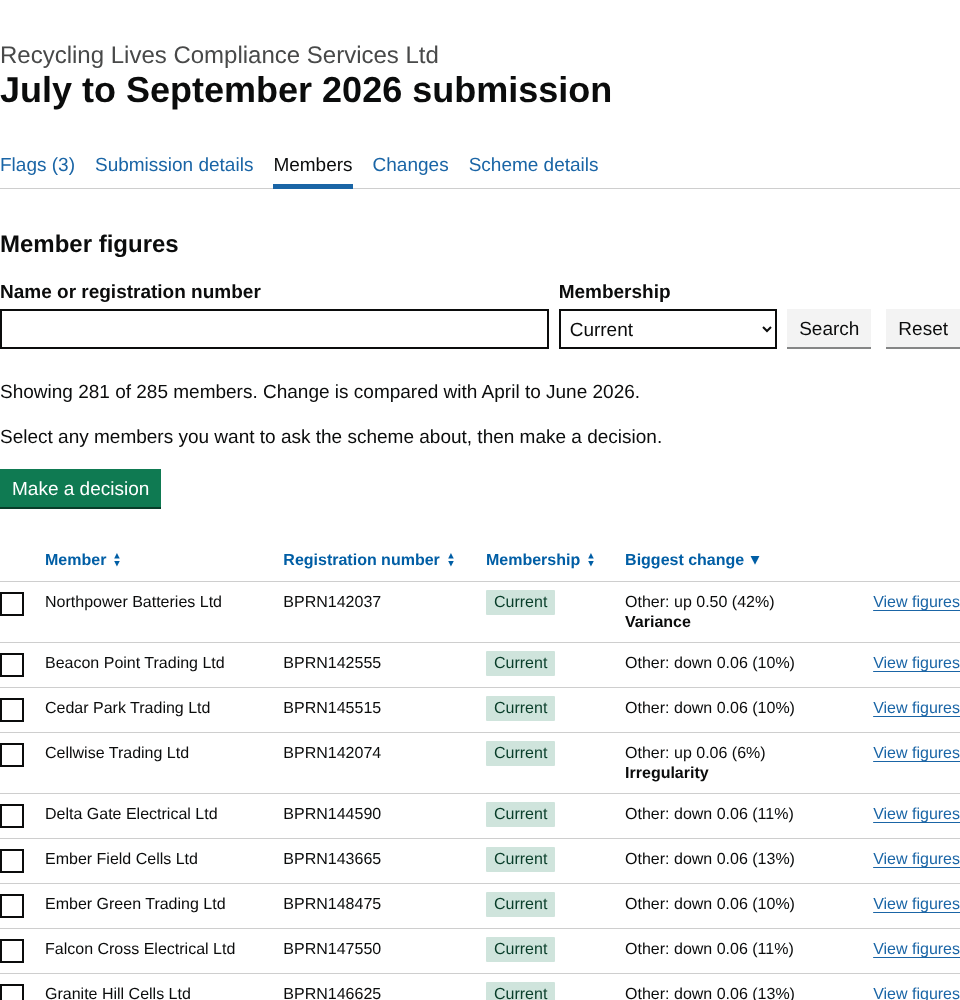 Recycling Lives Compliance Services Ltd
July to September 2026 submission
Flags (3) Submission details Members Changes Scheme details
Member figures
Name or registration number Membership
Current Search Reset
Showing 281 of 285 members. Change is compared with April to June 2026.
Select any members you want to ask the scheme about, then make a decision.
Make a decision
Member Registration number Membership Biggest change
Northpower Batteries Ltd BPRN142037 Current Other: up 0.50 (42%) View figures
Variance
Beacon Point Trading Ltd BPRN142555 Current Other: down 0.06 (10%) View figures
Cedar Park Trading Ltd BPRN145515 Current Other: down 0.06 (10%) View figures
Cellwise Trading Ltd BPRN142074 Current Other: up 0.06 (6%) View figures
Irregularity
Delta Gate Electrical Ltd BPRN144590 Current Other: down 0.06 (11%) View figures
Ember Field Cells Ltd BPRN143665 Current Other: down 0.06 (13%) View figures
Ember Green Trading Ltd BPRN148475 Current Other: down 0.06 (10%) View figures
Falcon Cross Electrical Ltd BPRN147550 Current Other: down 0.06 (11%) View figures
Granite Hill Cells Ltd BPRN146625 Current Other: down 0.06 (13%) View figures